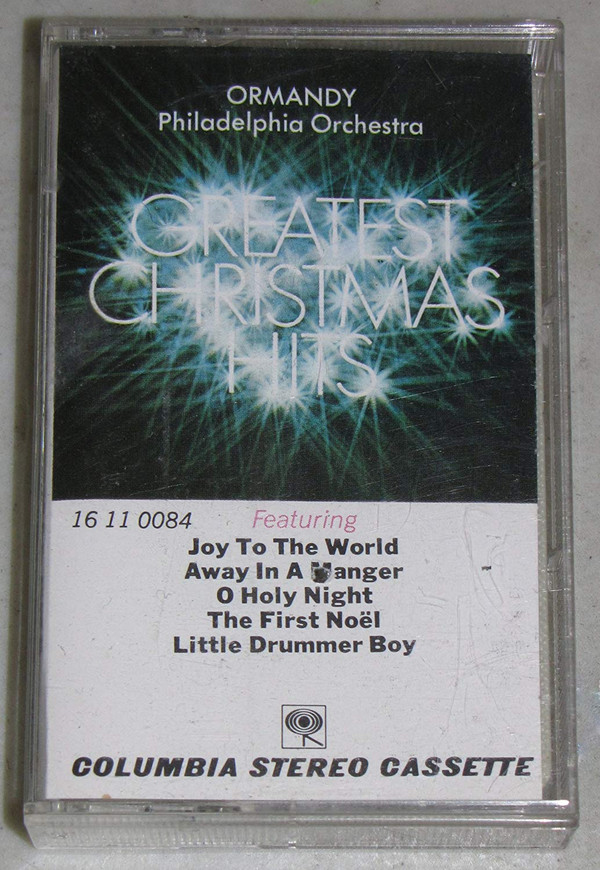 ORMANDY
Philadelphia Orchestra
GREATEST
CHRISTMAS
HITS
16 11 0084
Featuring
Joy To The World
Away In A Manger
O Holy Night
The First Noël
Little Drummer Boy
COLUMBIA STEREO CASSETTE